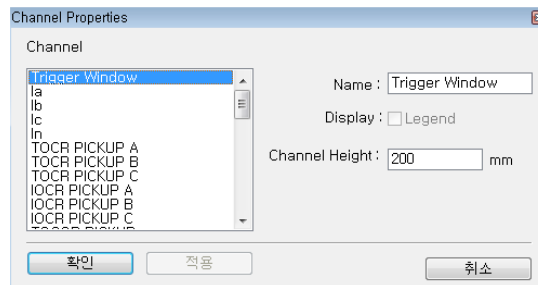 Channel Properties
Channel
Trigger Window
Ia
Ib
Ic
In
TOCR PICKUP A
TOCR PICKUP B
TOCR PICKUP C
IOCR PICKUP A
IOCR PICKUP B
IOCR PICKUP C
Name : Trigger Window
Display : Legend
Channel Height : 200 mm
확인
적용
취소